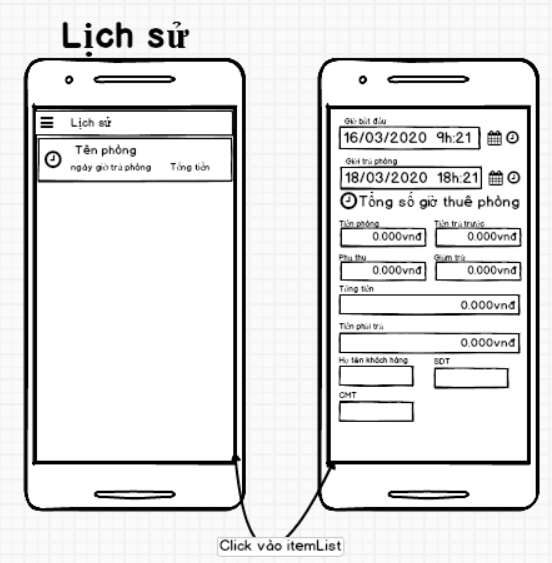 Lịch sử
Lịch sử
Tên phòng
ngày giờ trả phòng Tổng tiền
Giờ bắt đầu
16/03/2020 9h:21
Giời trả phòng
18/03/2020 18h:21
Tổng số giờ thuê phòng
Tiền phòng Tiền trả trước
0.000vnđ 0.000vnđ
Phụ thu Giảm trừ
0.000vnđ 0.000vnđ
Tổng tiền
0.000vnđ
Tiền phải trả
0.000vnđ
Họ tên khách hàng SDT
CMT
Click vào itemList